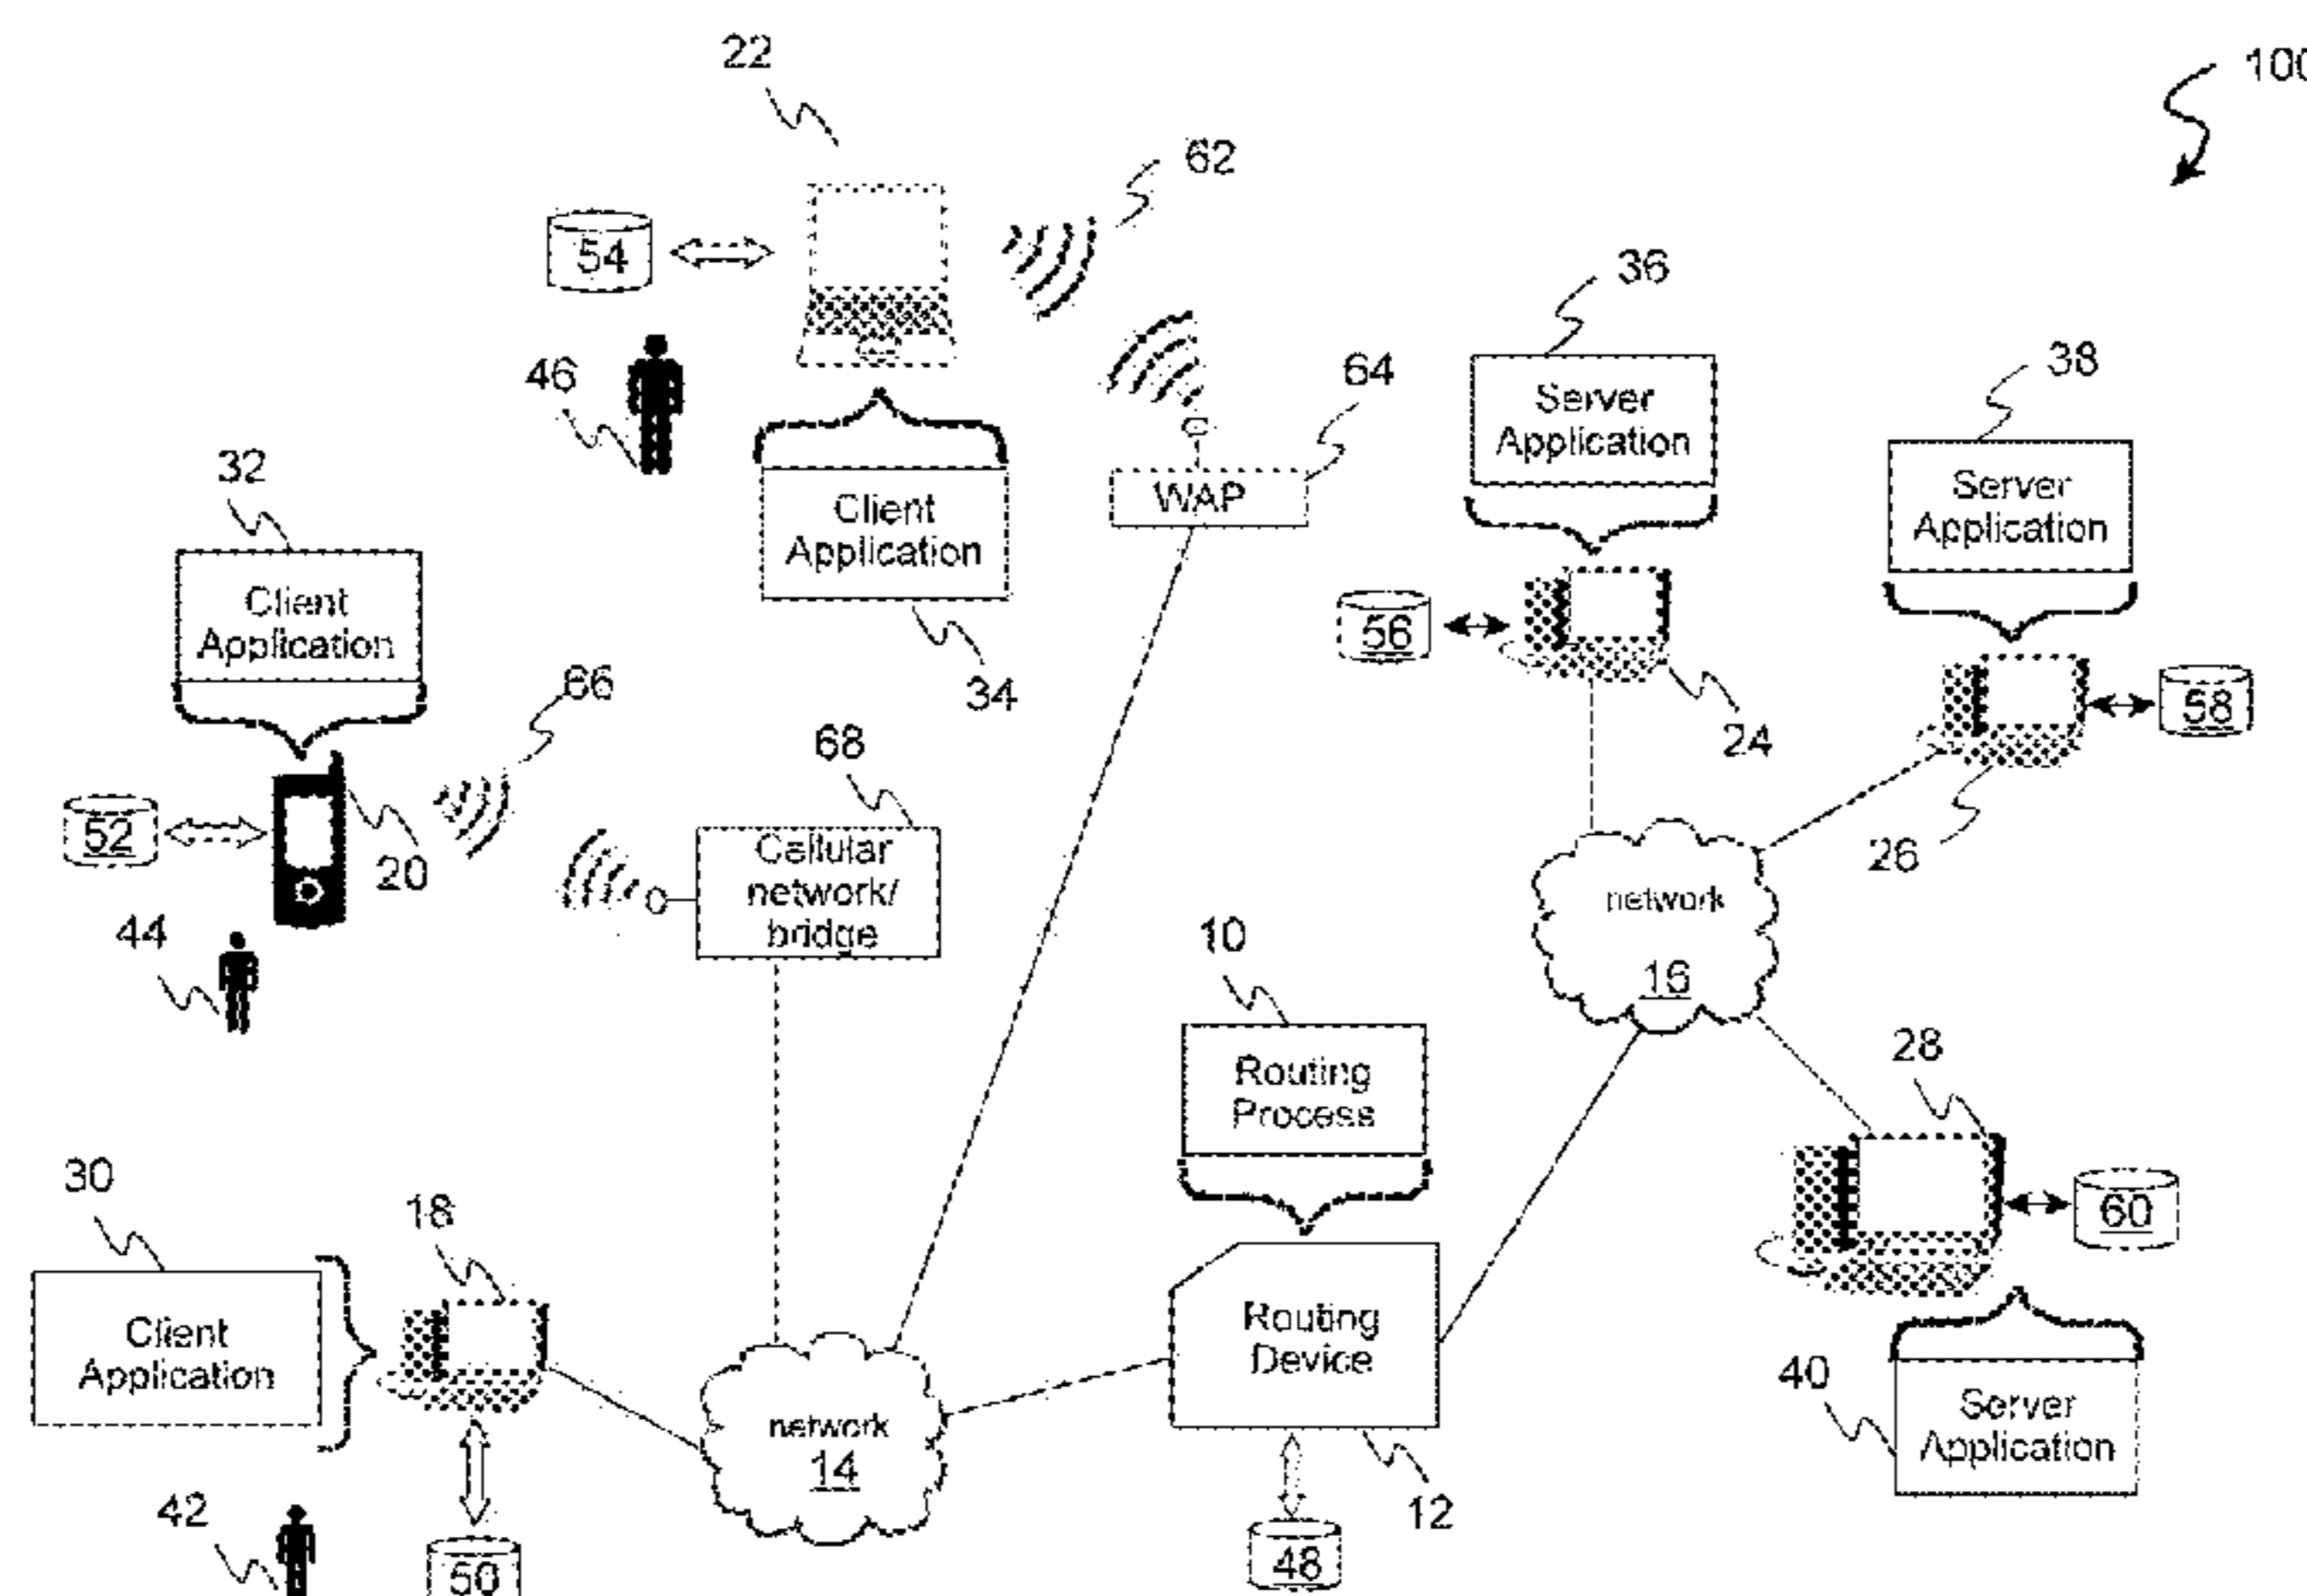 22
100
62
54
36
46
64
38
Server
Application
32
WAP
Server
Application
Client
Application
Client
Application
56
66
34
58
24
68
52
20
Cellular
network/
bridge
26
network
44
10
16
28
Routing
Process
30
18
60
Client
Application
Routing
Device
40
network
14
Server
Application
42
12
50
48